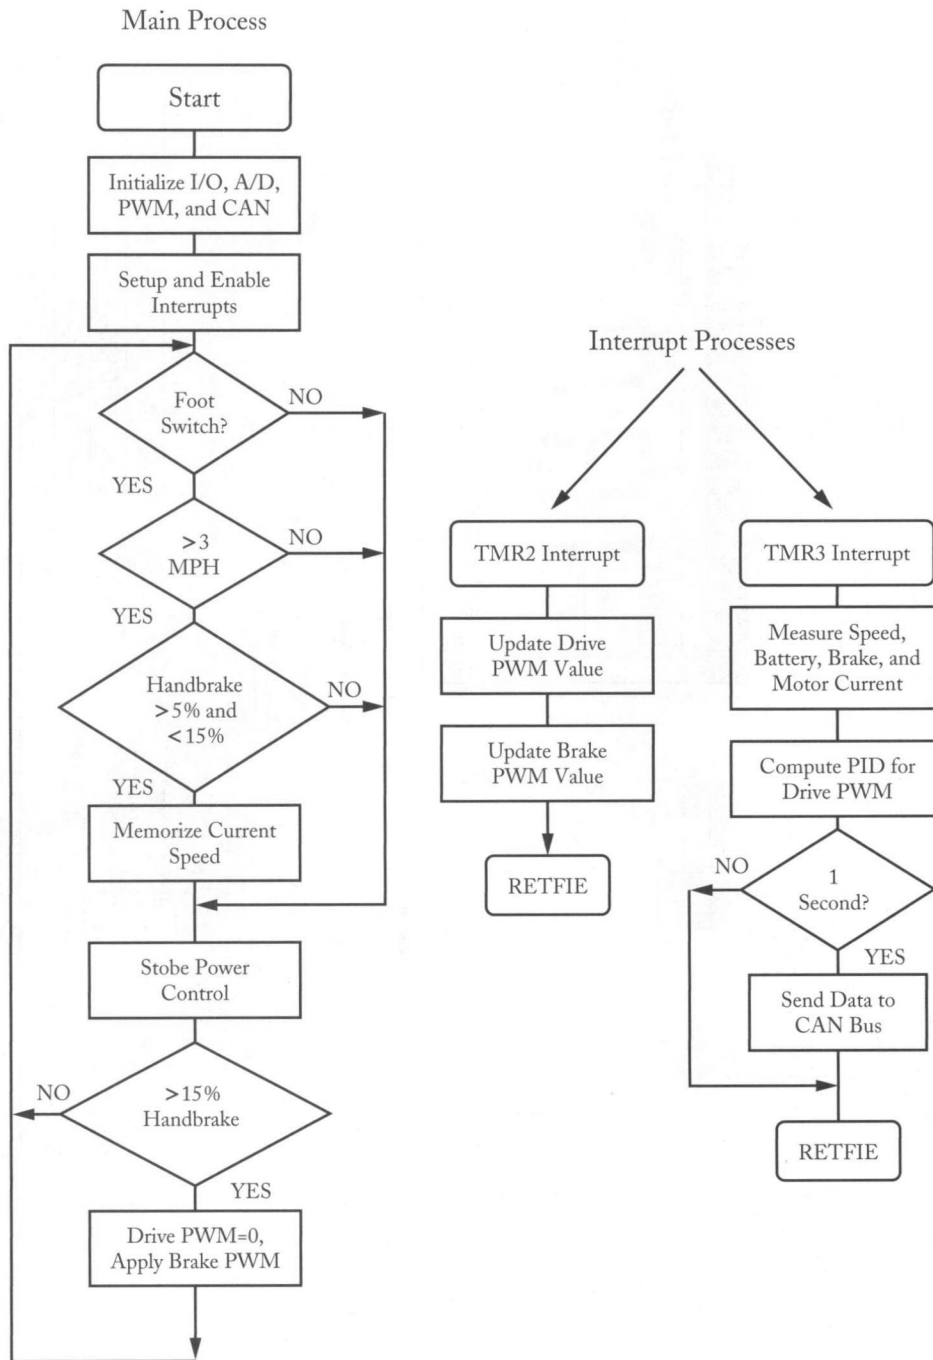 Main Process
Start
Initialize I/O, A/D,
PWM, and CAN
Setup and Enable
Interrupts
Foot
Switch?
NO
YES
>3
MPH
NO
YES
Handbrake
>5% and
<15%
NO
YES
Memorize Current
Speed
Stobe Power
Control
>15%
Handbrake
NO
YES
Drive PWM=0,
Apply Brake PWM
Interrupt Processes
TMR2 Interrupt
Update Drive
PWM Value
Update Brake
PWM Value
RETFIE
TMR3 Interrupt
Measure Speed,
Battery, Brake, and
Motor Current
Compute PID for
Drive PWM
1
Second?
NO
YES
Send Data to
CAN Bus
RETFIE